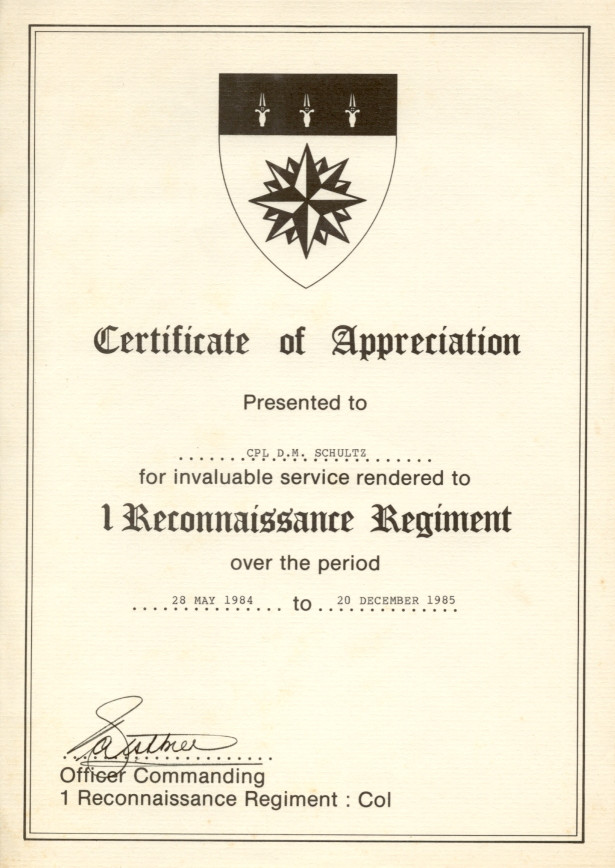 Certificate of Appreciation
Presented to
CPL D.M. SCHULTZ
for invaluable service rendered to
1 Reconnaissance Regiment
over the period
28 MAY 1984 to 20 DECEMBER 1985
Officer Commanding
1 Reconnaissance Regiment : Col